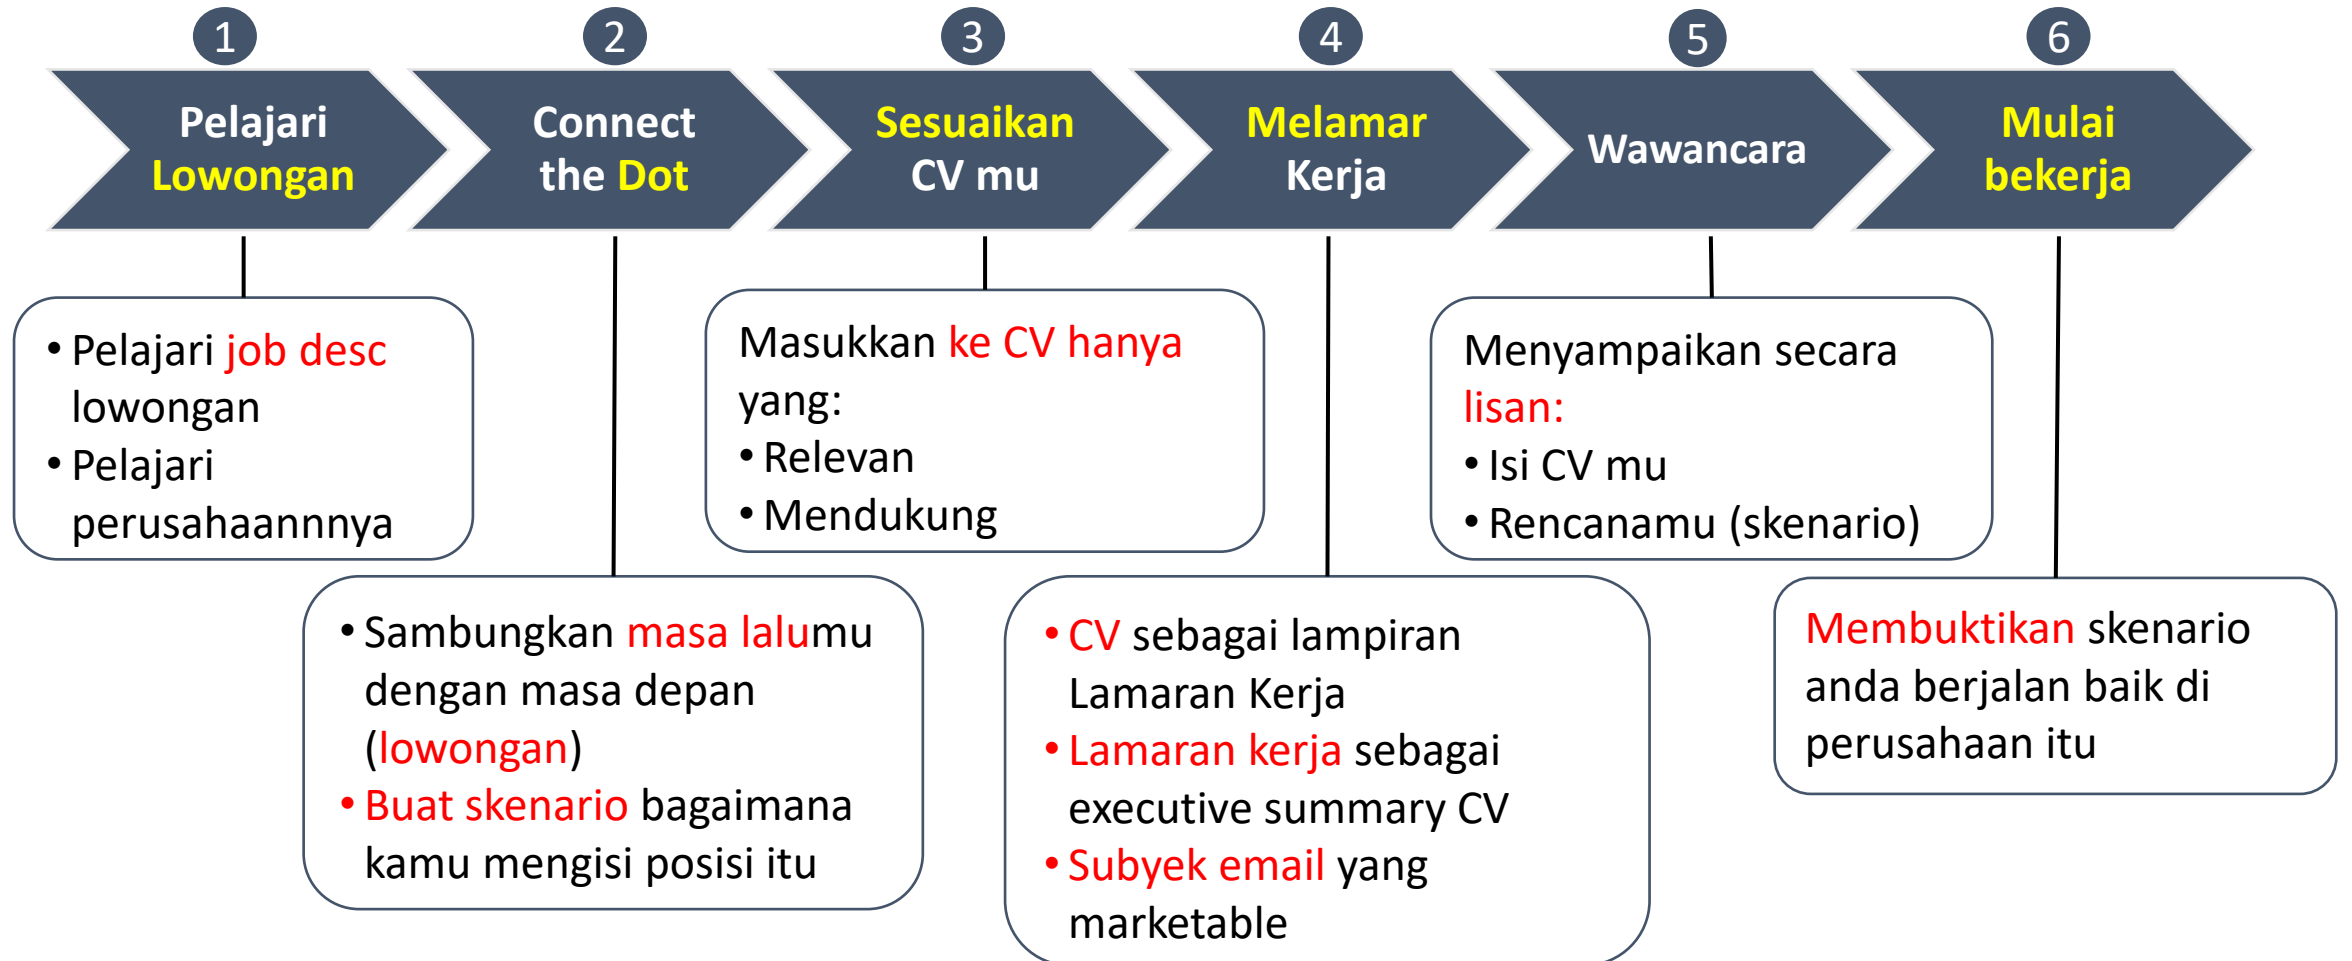 1
Pelajari
Lowongan
2
Connect
the Dot
3
Sesuaikan
CV mu
4
Melamar
Kerja
5
Wawancara
6
Mulai
bekerja
• Pelajari job desc
lowongan
• Pelajari
perusahaannnya
• Sambungkan masa lalumu
dengan masa depan
(lowongan)
• Buat skenario bagaimana
kamu mengisi posisi itu
Masukkan ke CV hanya
yang:
• Relevan
• Mendukung
• CV sebagai lampiran
Lamaran Kerja
• Lamaran kerja sebagai
executive summary CV
• Subyek email yang
marketable
Menyampaikan secara
lisan:
• Isi CV mu
• Rencanamu (skenario)
Membuktikan skenario
anda berjalan baik di
perusahaan itu